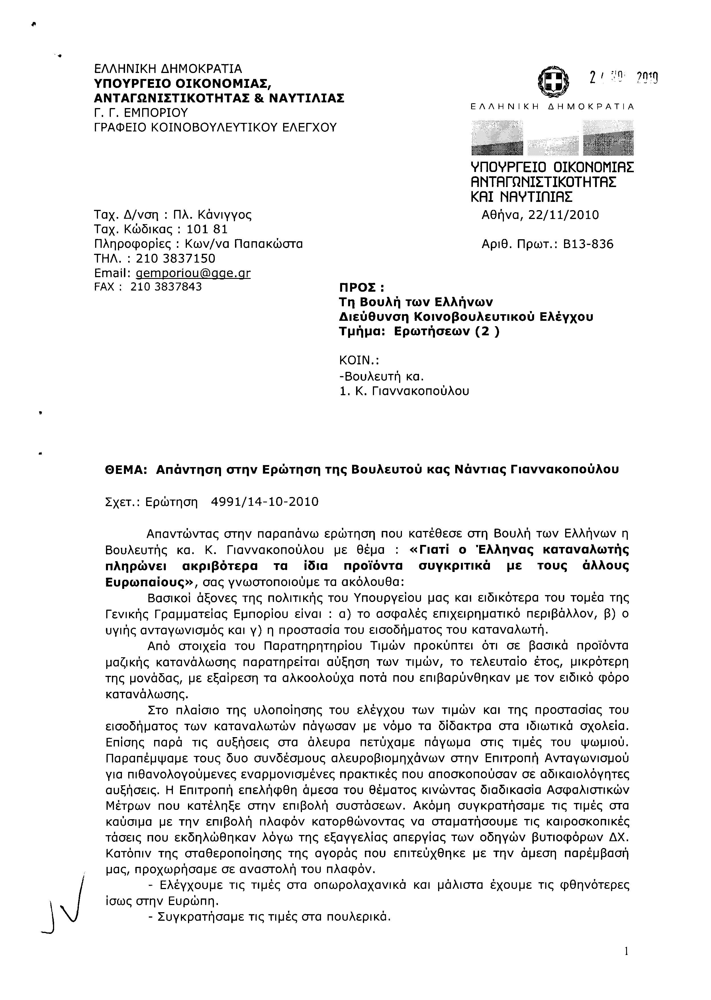 ΕΛΛΗΝΙΚΗ ΔΗΜΟΚΡΑΤΙΑ
ΥΠΟΥΡΓΕΙΟ ΟΙΚΟΝΟΜΙΑΣ,
ΑΝΤΑΓΩΝΙΣΤΙΚΟΤΗΤΑΣ & ΝΑΥΤΙΛΙΑΣ
Γ. Γ. ΕΜΠΟΡΙΟΥ
ΓΡΑΦΕΙΟ ΚΟΙΝΟΒΟΥΛΕΥΤΙΚΟΥ ΕΛΕΓΧΟΥ
2010
ΕΛΛΗΝΙΚΗ ΔΗΜΟΚΡΑΤΙΑ
ΥΠΟΥΡΓΕΙΟ ΟΙΚΟΝΟΜΙΑΣ
ΑΝΤΑΓΩΝΙΣΤΙΚΟΤΗΤΑΣ
ΚΑΙ ΝΑΥΤΙΛΙΑΣ
Ταχ. Δ/νση : Πλ. Κάνιγγος
Ταχ. Κώδικας : 101 81
Πληροφορίες : Κων/να Παπακώστα
ΤΗΛ. : 210 3837150
Email: gemporiou@gge.gr
FAX : 210 3837843
Αθήνα, 22/11/2010
Αριθ. Πρωτ.: Β13-836
ΠΡΟΣ :
Τη Βουλή των Ελλήνων
Διεύθυνση Κοινοβουλευτικού Ελέγχου
Τμήμα: Ερωτήσεων (2 )
ΚΟΙΝ.:
-Βουλευτή κα.
1. Κ. Γιαννακοπούλου
ΘΕΜΑ: Απάντηση στην Ερώτηση της Βουλευτού κας Νάντιας Γιαννακοπούλου
Σχετ.: Ερώτηση 4991/14-10-2010
Απαντώντας στην παραπάνω ερώτηση που κατέθεσε στη Βουλή των Ελλήνων η
Βουλευτής κα. Κ. Γιαννακοπούλου με θέμα : «Γιατί ο Έλληνας καταναλωτής
πληρώνει ακριβότερα τα ίδια προϊόντα συγκριτικά με τους άλλους
Ευρωπαίους», σας γνωστοποιούμε τα ακόλουθα:
Βασικοί άξονες της πολιτικής του Υπουργείου μας και ειδικότερα του τομέα της
Γενικής Γραμματείας Εμπορίου είναι : α) το ασφαλές επιχειρηματικό περιβάλλον, β) ο
υγιής ανταγωνισμός και γ) η προστασία του εισοδήματος του καταναλωτή.
Από στοιχεία του Παρατηρητηρίου Τιμών προκύπτει ότι σε βασικά προϊόντα
μαζικής κατανάλωσης παρατηρείται αύξηση των τιμών, το τελευταίο έτος, μικρότερη
της μονάδας, με εξαίρεση τα αλκοολούχα ποτά που επιβαρύνθηκαν με τον ειδικό φόρο
κατανάλωσης.
Στο πλαίσιο της υλοποίησης του ελέγχου των τιμών και της προστασίας του
εισοδήματος των καταναλωτών πάγωσαν με νόμο τα δίδακτρα στα ιδιωτικά σχολεία.
Επίσης παρά τις αυξήσεις στα άλευρα πετύχαμε πάγωμα στις τιμές του ψωμιού.
Παραπέμψαμε τους δυο συνδέσμους αλευροβιομηχάνων στην Επιτροπή Ανταγωνισμού
για πιθανολογούμενες εναρμονισμένες πρακτικές που αποσκοπούσαν σε αδικαιολόγητες
αυξήσεις. Η Επιτροπή επελήφθη άμεσα του θέματος κινώντας διαδικασία Ασφαλιστικών
Μέτρων που κατέληξε στην επιβολή συστάσεων. Ακόμη συγκρατήσαμε τις τιμές στα
καύσιμα με την επιβολή πλαφόν κατορθώνοντας να σταματήσουμε τις καιροσκοπικές
τάσεις που εκδηλώθηκαν λόγω της εξαγγελίας απεργίας των οδηγών βυτιοφόρων ΔΧ.
Κατόπιν της σταθεροποίησης της αγοράς που επιτεύχθηκε με την άμεση παρέμβασή
μας, προχωρήσαμε σε αναστολή του πλαφόν.
- Ελέγχουμε τις τιμές στα οπωρολαχανικά και μάλιστα έχουμε τις φθηνότερες
ίσως στην Ευρώπη.
- Συγκρατήσαμε τις τιμές στα πουλερικά.
1